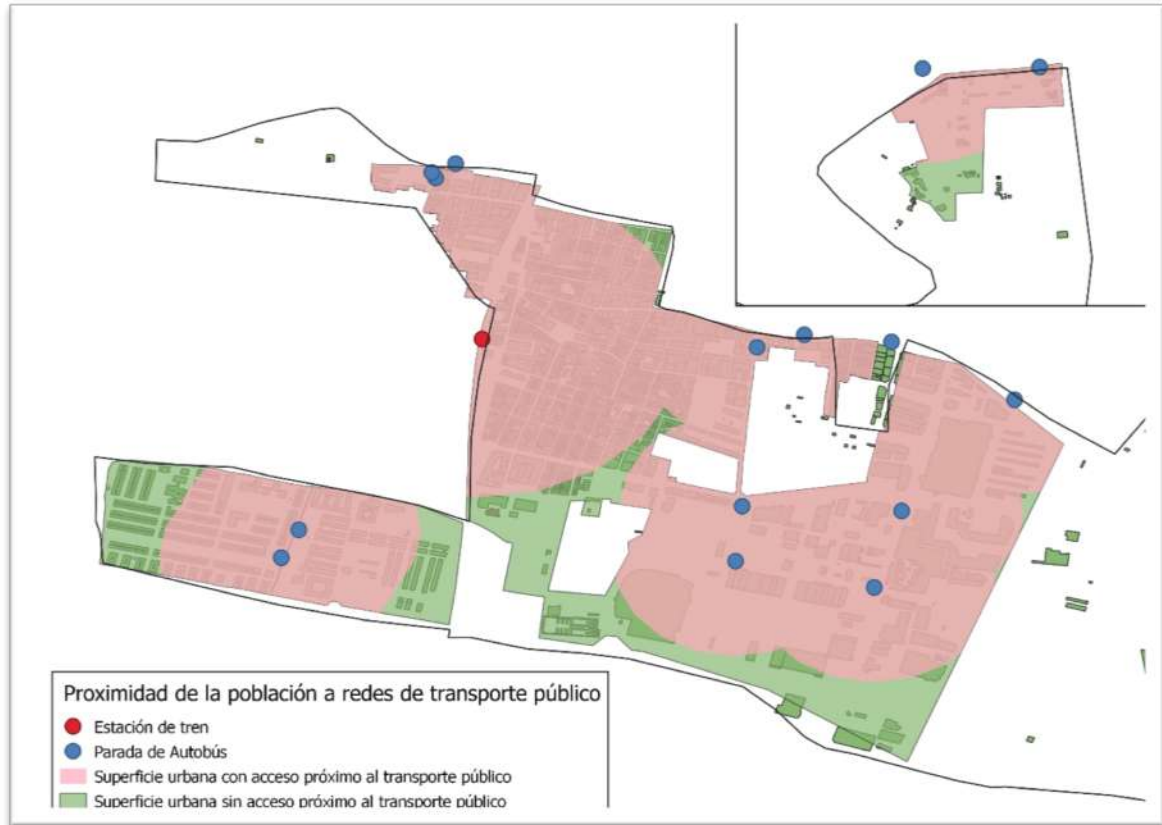 Proximidad de la población a redes de transporte público
Estación de tren
Parada de Autobús
Superficie urbana con acceso próximo al transporte público
Superficie urbana sin acceso próximo al transporte público